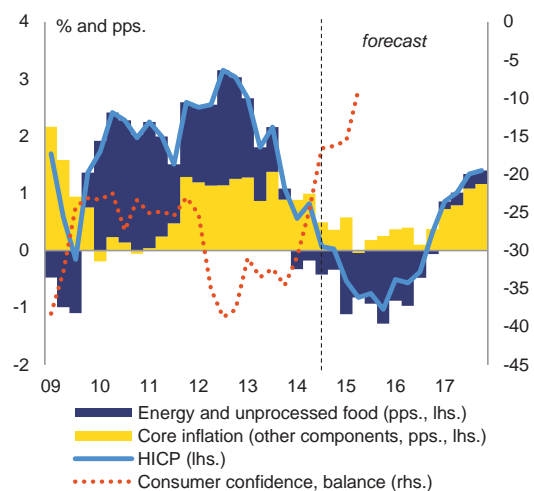 4
3
2
1
0
-1
-2
% and pps.
forecast
0
-5
-10
-15
-20
-25
-30
-35
-40
-45
09 10 11 12 13 14 15 16 17
Energy and unprocessed food (pps., lhs.)
Core inflation (other components, pps., lhs.)
HICP (lhs.)
Consumer confidence, balance (rhs.)